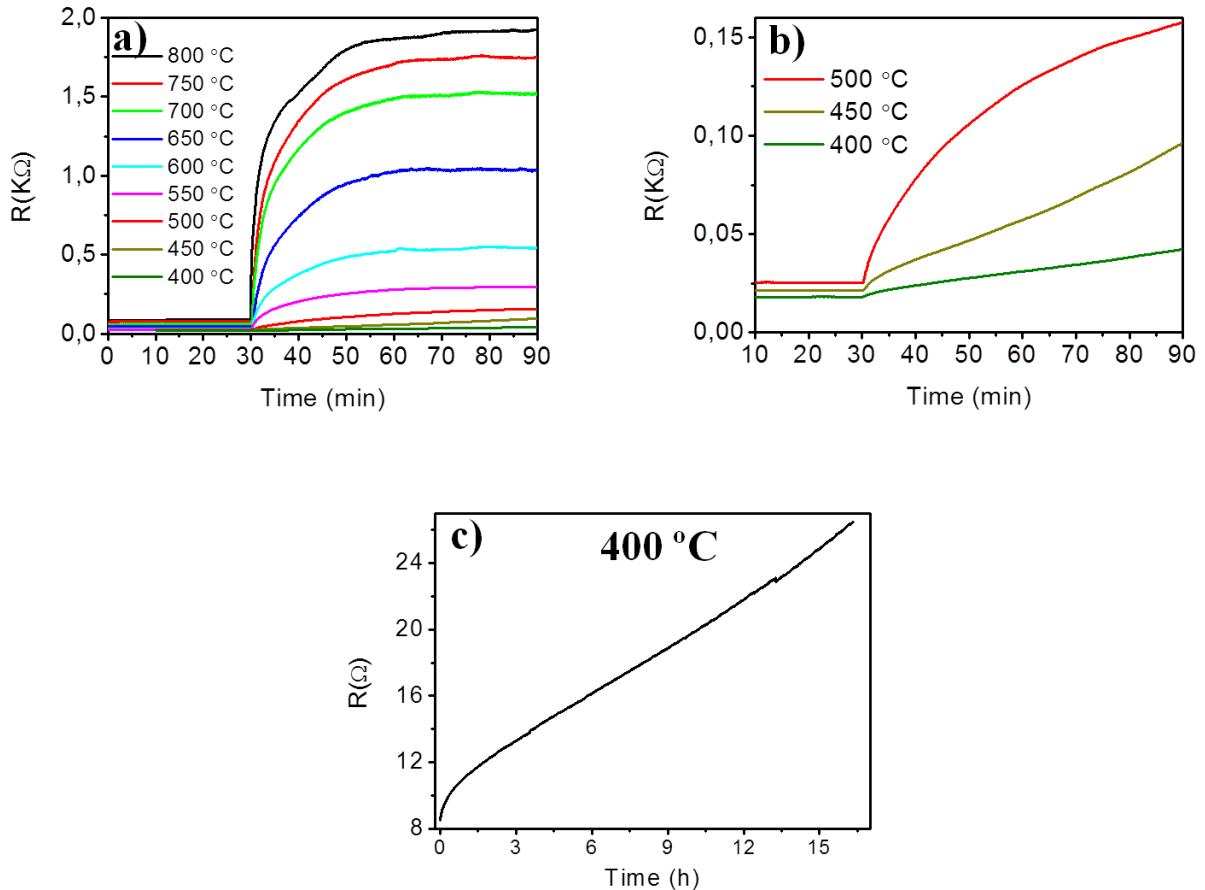 a)
800 °C
750 °C
700 °C
650 °C
600 °C
550 °C
500 °C
450 °C
400 °C
2,0
1,5
1,0
0,5
0,0
R(KΩ)
0 10 20 30 40 50 60 70 80 90
Time (min)
b)
500 °C
450 °C
400 °C
0,15
0,10
0,05
0,00
R(KΩ)
10 20 30 40 50 60 70 80 90
Time (min)
c)
400 °C
24
20
16
12
8
R(Ω)
0 3 6 9 12 15
Time (h)